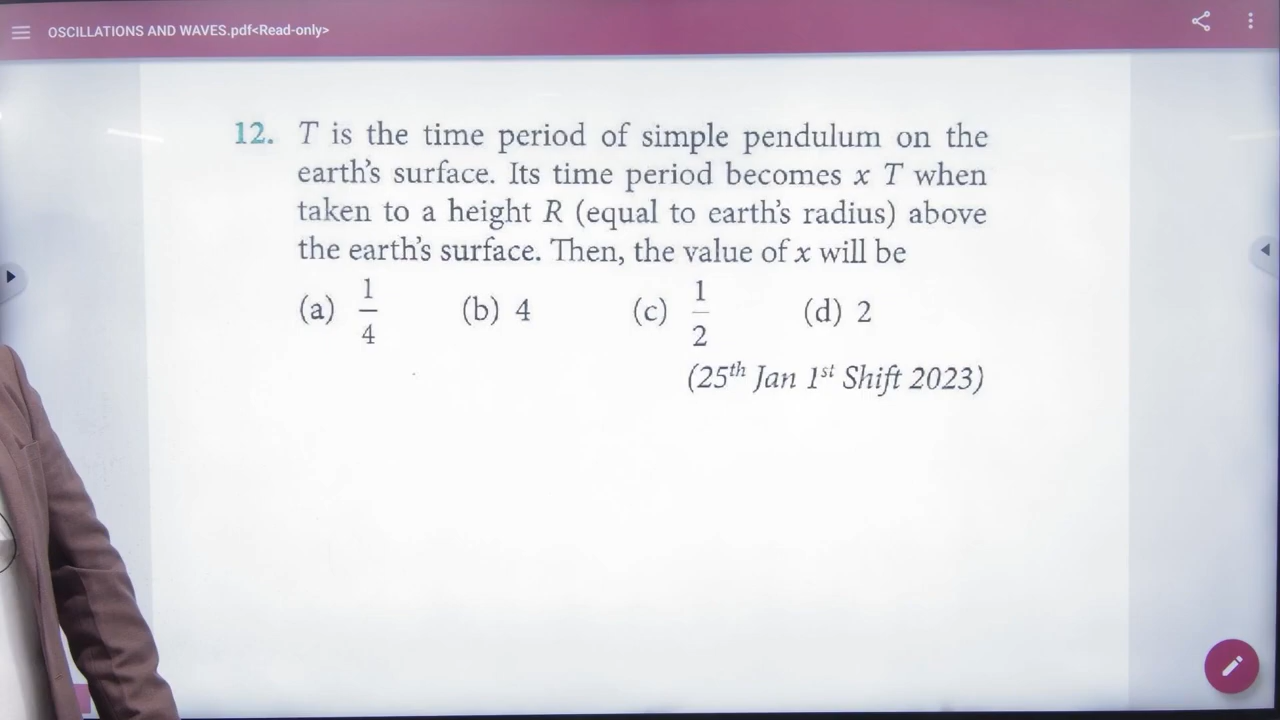 OSCILLATIONS AND WAVES.pdf<Read-only>
12. T is the time period of simple pendulum on the
earth's surface. Its time period becomes x T when
taken to a height R (equal to earth's radius) above
the earth's surface. Then, the value of x will be
(a) 1/4 (b) 4 (c) 1/2 (d) 2
(25th Jan 1st Shift 2023)